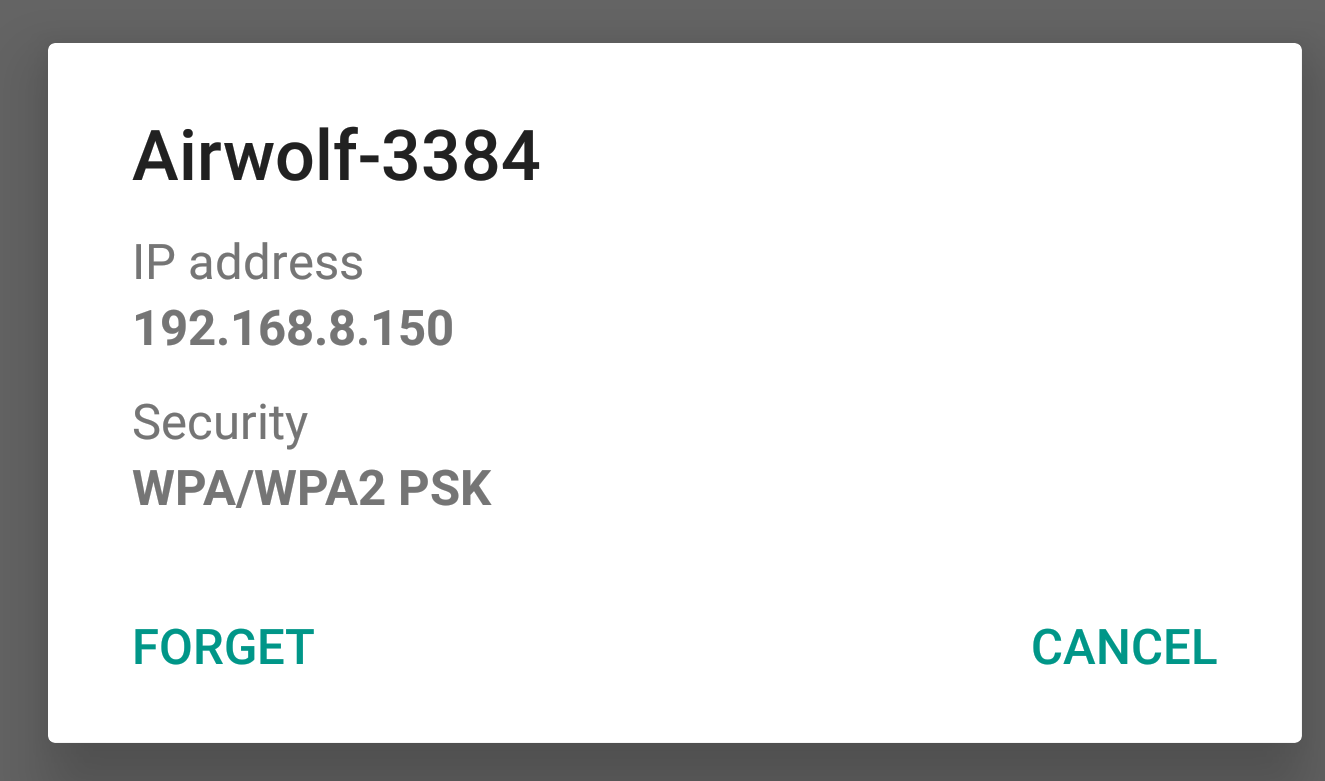 Airwolf-3384
IP address
192.168.8.150
Security
WPA/WPA2 PSK
FORGET
CANCEL